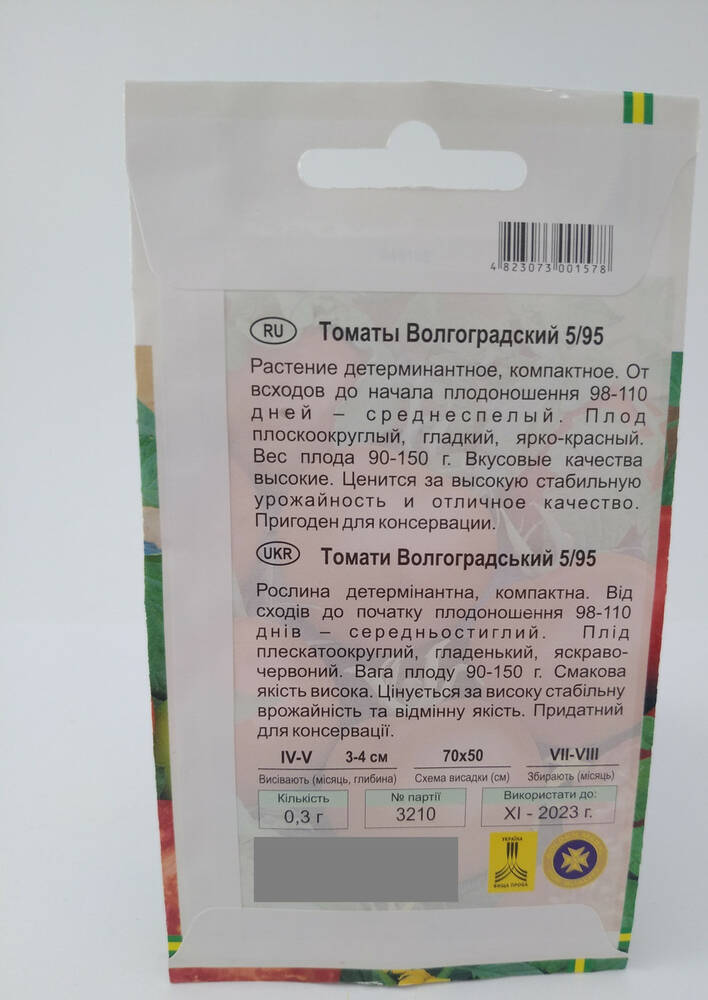 4 823073 001578
RU Томаты Волгоградский 5/95
Растение детерминантное, компактное. От
всходов до начала плодоношения 98-110
дней – среднеспелый. Плод
плоскоокруглый, гладкий, ярко-красный.
Вес плода 90-150 г. Вкусовые качества
высокие. Ценится за высокую стабильную
урожайность и отличное качество.
Пригоден для консервации.
UKR Томати Волгоградський 5/95
Рослина детермінантна, компактна. Від
сходів до початку плодоношення 98-110
днів – середньостиглий. Плід
плескатоокруглий, гладенький, яскраво-
червоний. Вага плоду 90-150 г. Смакова
якість висока. Цінується за високу стабільну
врожайність та відмінну якість. Придатний
для консервації.
IV-V 3-4 см 70х50 VII-VIII
Висівають (місяць, глибина) Схема висадки (см) Збирають (місяць)
Кількість № партії Використати до:
0,3 г 3210 XI - 2023 г.
УКРАЇНА
ВИЩА ПРОБА